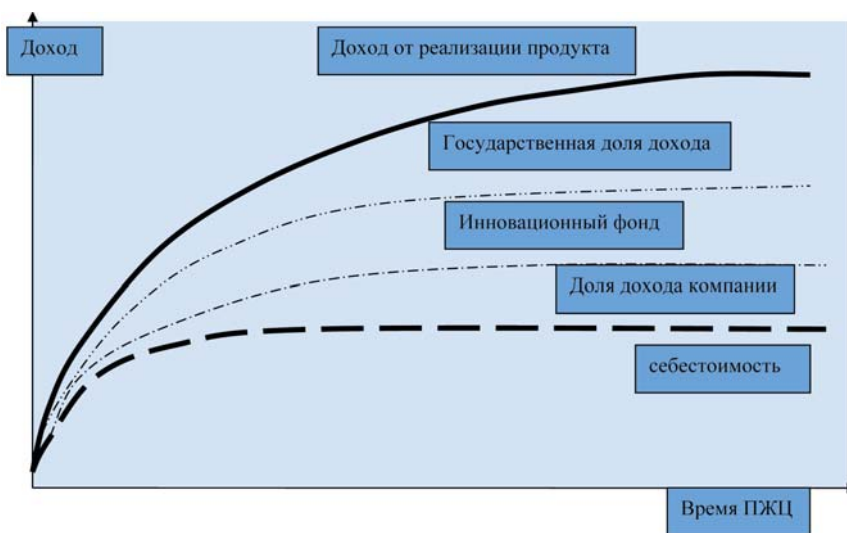 Доход
Доход от реализации продукта
Государственная доля дохода
Инновационный фонд
Доля дохода компании
себестоимость
Время ПЖЦ